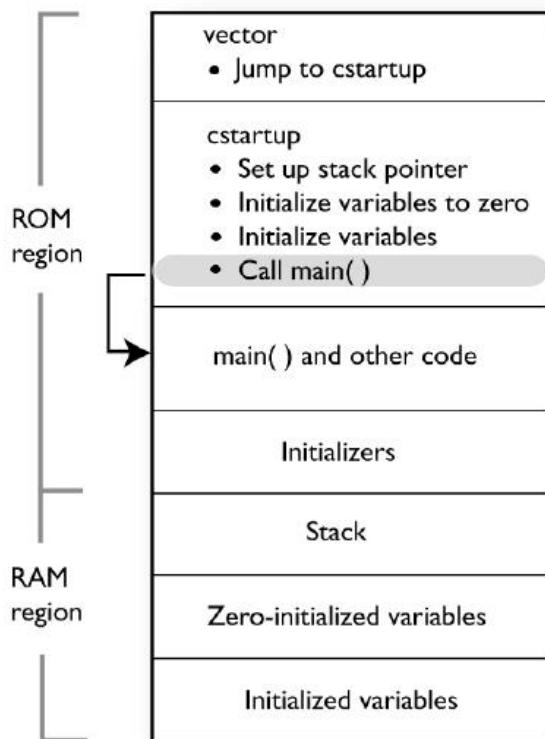 vector
• Jump to cstartup
cstartup
• Set up stack pointer
• Initialize variables to zero
• Initialize variables
• Call main( )
ROM
region
main( ) and other code
Initializers
Stack
RAM
region
Zero-initialized variables
Initialized variables